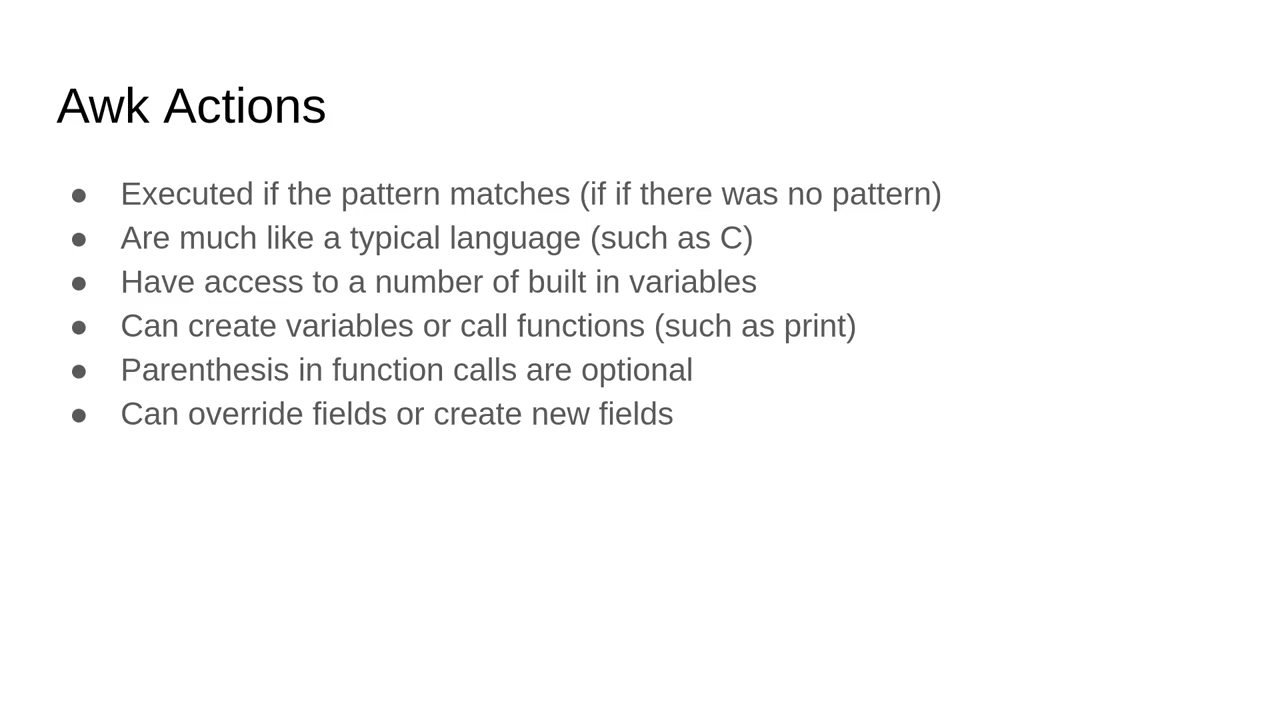 Awk Actions
● Executed if the pattern matches (if if there was no pattern)
● Are much like a typical language (such as C)
● Have access to a number of built in variables
● Can create variables or call functions (such as print)
● Parenthesis in function calls are optional
● Can override fields or create new fields